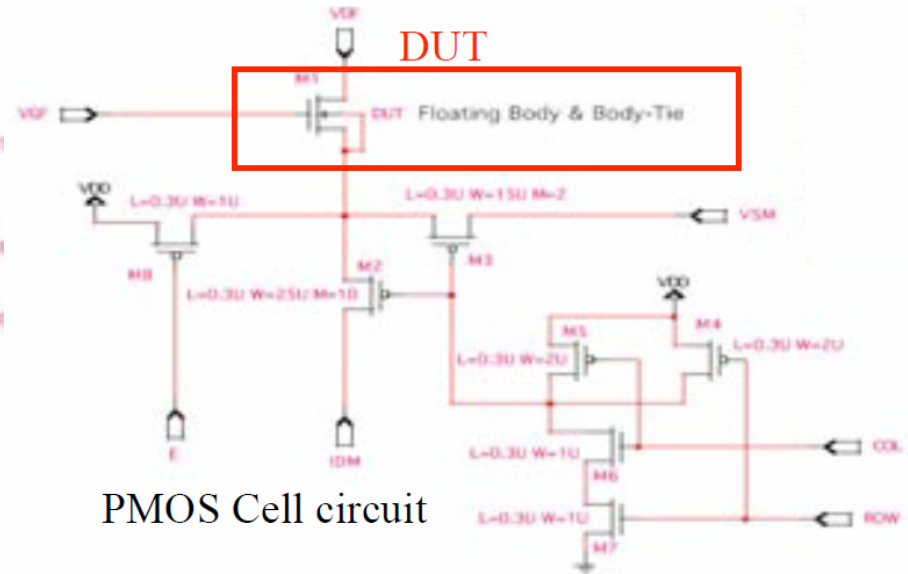 VDF
DUT
M1
VGF
DUT Floating Body & Body-Tie
VDD
L=0.3U W=1U
L=0.3U W=15U M=2
VSM
M8
M2
M3
L=0.3U W=25U M=10
VDD
M5
M4
L=0.3U W=2U
L=0.3U W=2U
E
IDM
L=0.3U W=1U
COL
M6
PMOS Cell circuit
L=0.3U W=1U
ROW
M7